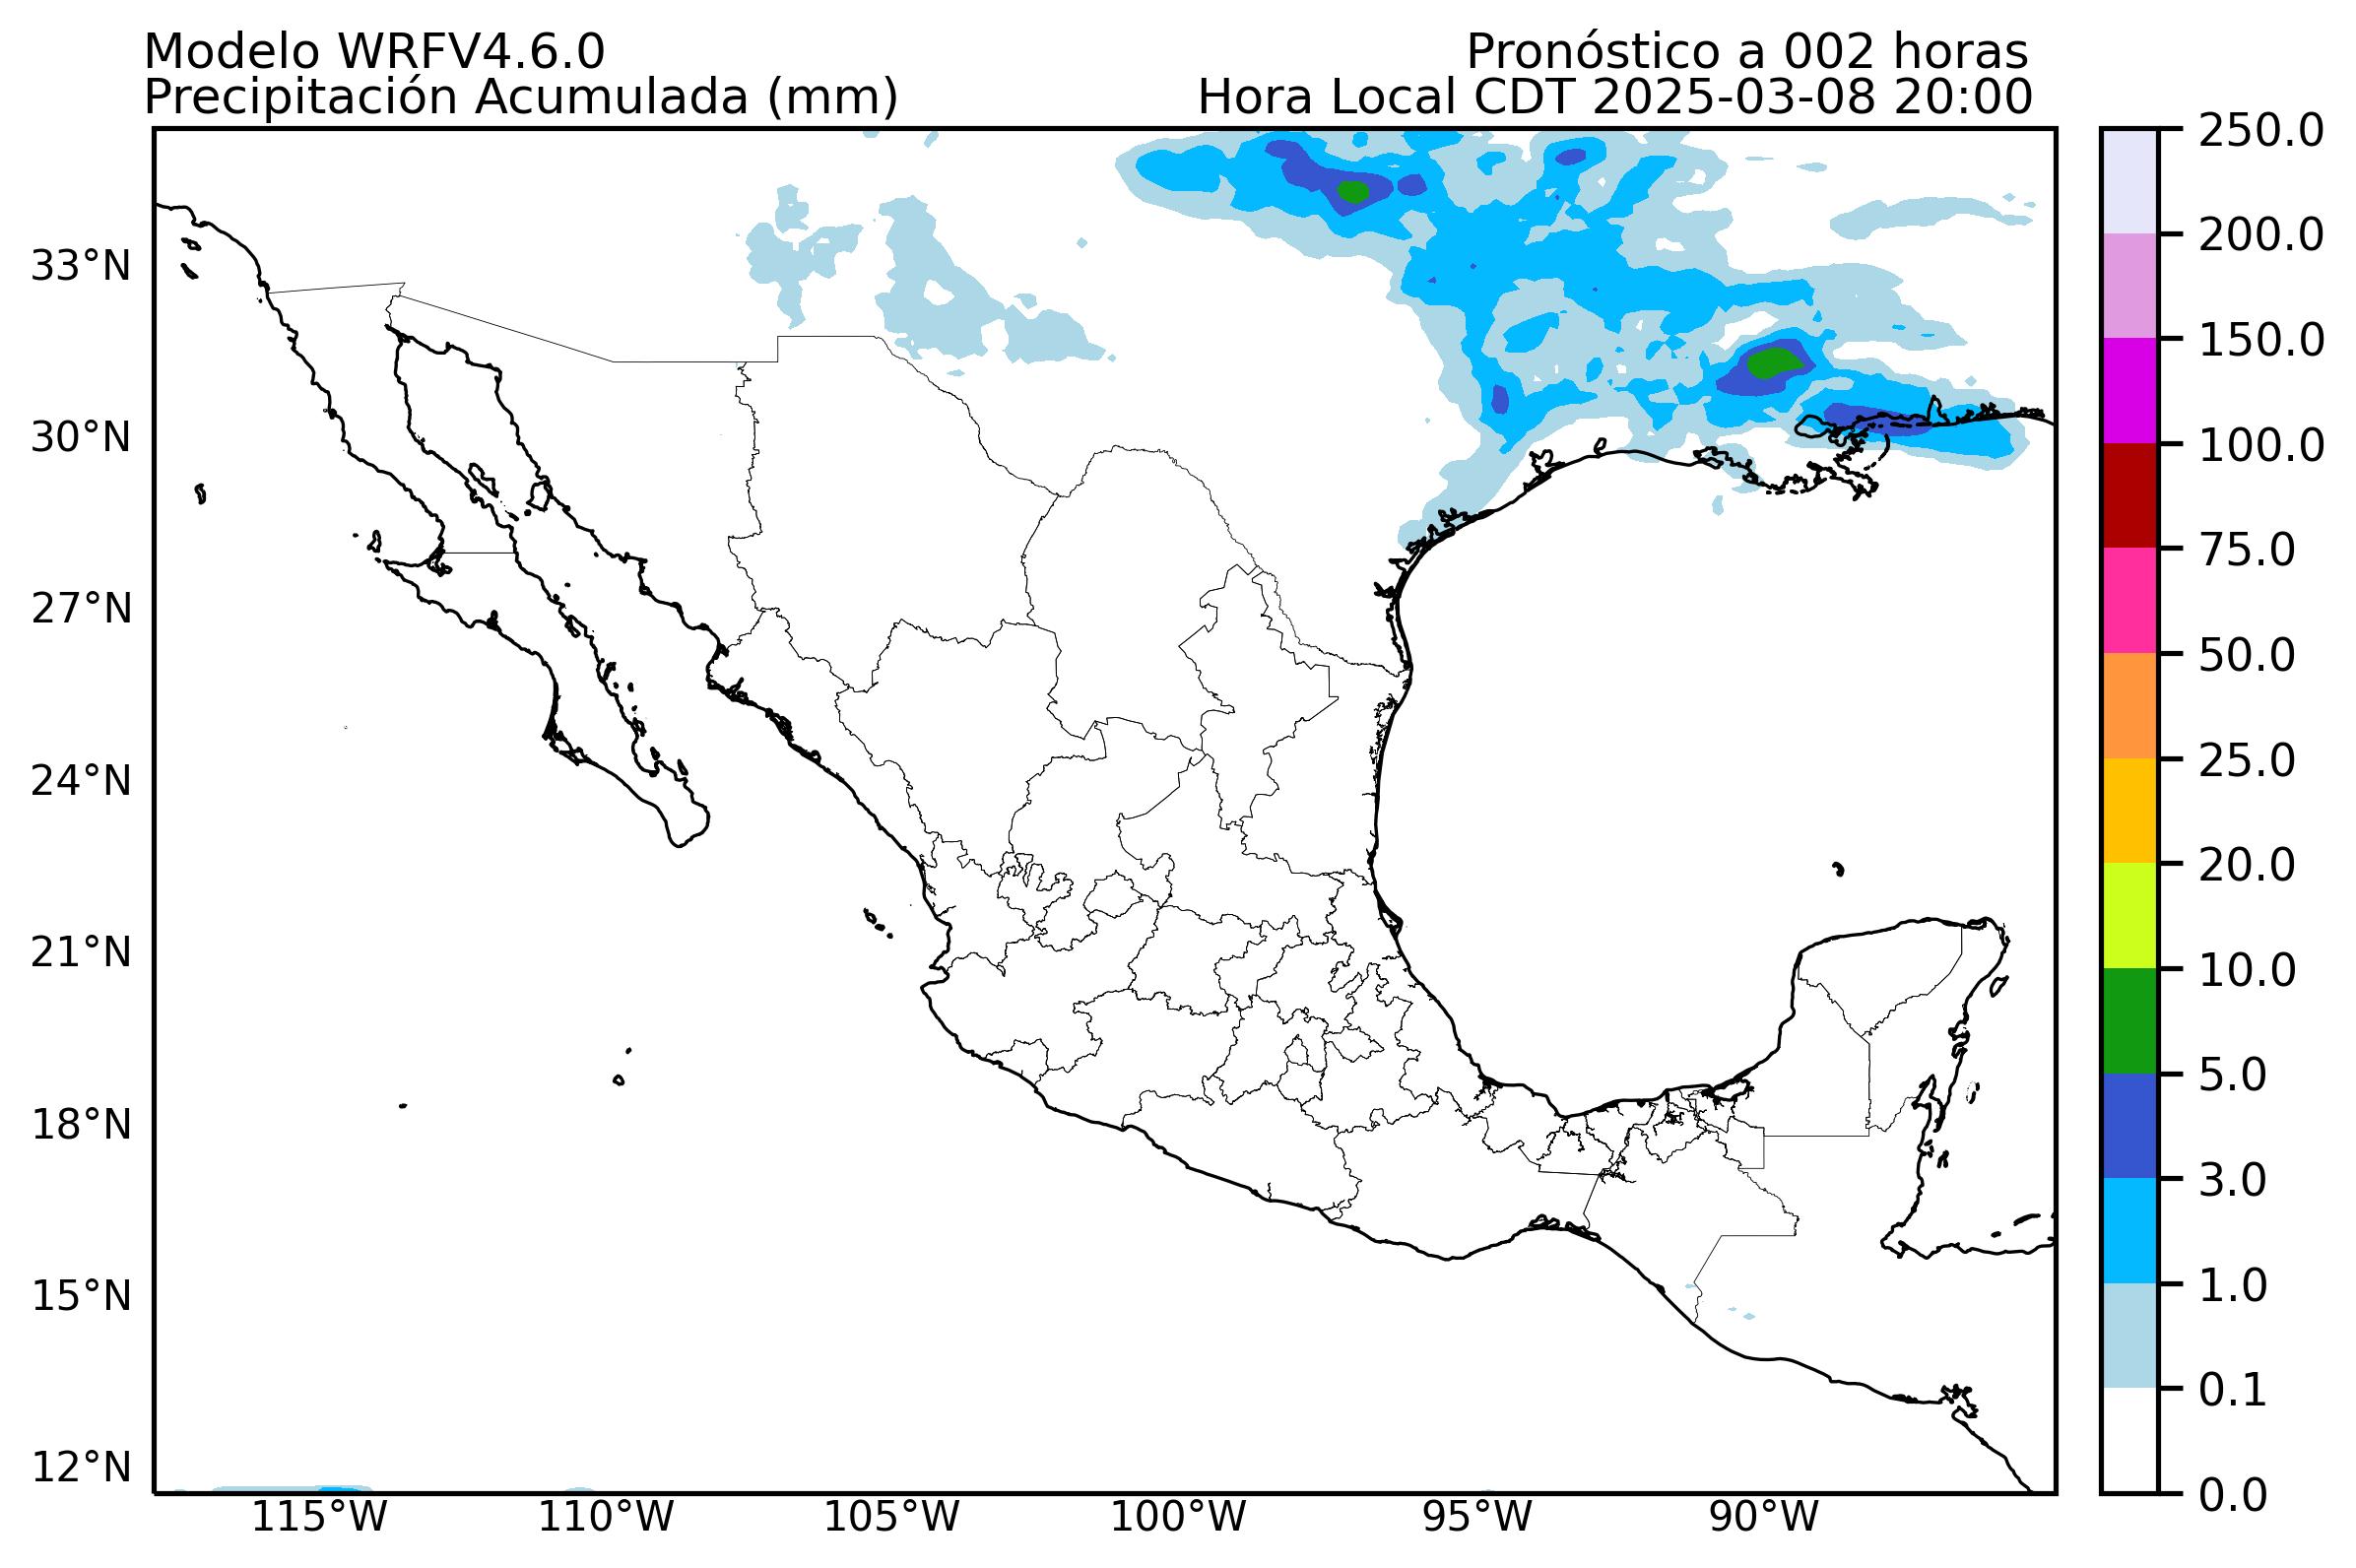 Modelo WRFV4.6.0
Pronóstico a 002 horas
Precipitación Acumulada (mm)
Hora Local CDT 2025-03-08 20:00
33°N
30°N
27°N
24°N
21°N
18°N
15°N
12°N
115°W
110°W
105°W
100°W
95°W
90°W
250.0
200.0
150.0
100.0
75.0
50.0
25.0
20.0
10.0
5.0
3.0
1.0
0.1
0.0